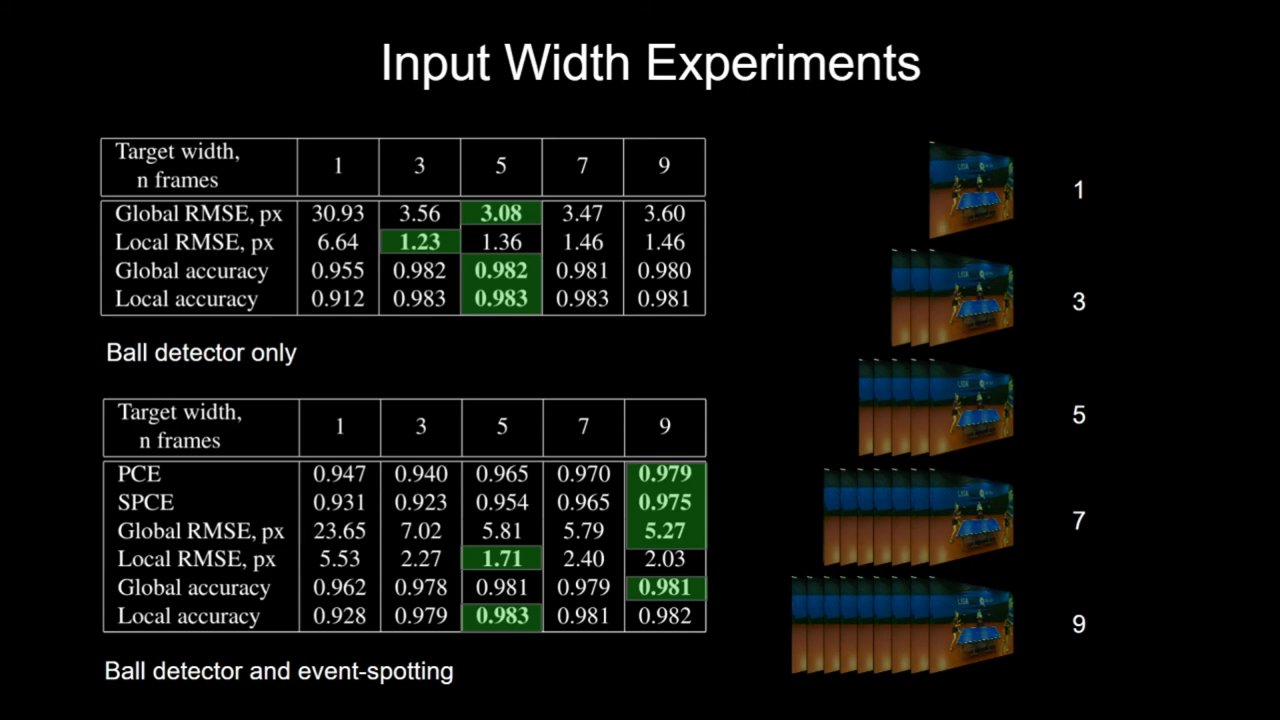 Input Width Experiments
Target width,
n frames
1 3 5 7 9
Global RMSE, px 30.93 3.56 3.08 3.47 3.60
Local RMSE, px 6.64 1.23 1.36 1.46 1.46
Global accuracy 0.955 0.982 0.982 0.981 0.980
Local accuracy 0.912 0.983 0.983 0.983 0.981
Ball detector only
Target width,
n frames
1 3 5 7 9
PCE 0.947 0.940 0.965 0.970 0.979
SPCE 0.931 0.923 0.954 0.965 0.975
Global RMSE, px 23.65 7.02 5.81 5.79 5.27
Local RMSE, px 5.53 2.27 1.71 2.40 2.03
Global accuracy 0.962 0.978 0.981 0.979 0.981
Local accuracy 0.928 0.979 0.983 0.981 0.982
Ball detector and event-spotting
1
3
5
7
9